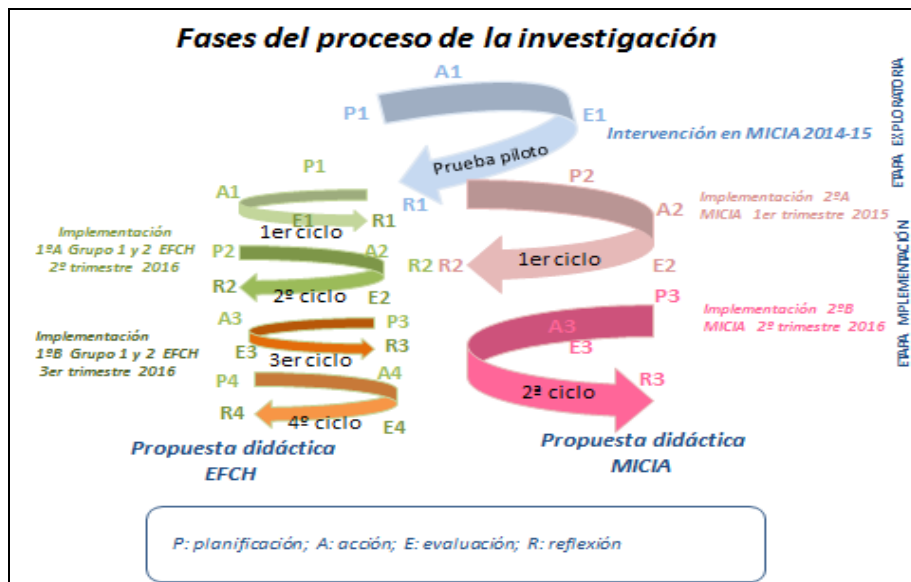 Fases del proceso de la investigación
A1
P1
E1
Intervención en MICIA 2014-15
Prueba piloto
R1
ETAPA EXPLORATORIA
P1
A1
E1
R1
1er ciclo
Implementación
1ºA Grupo 1 y 2 EFCH
2º trimestre 2016
P2
A2
R2
E2
2º ciclo
A3
P3
Implementación
1ºB Grupo 1 y 2 EFCH
3er trimestre 2016
E3
R3
3er ciclo
P4
A4
R4
E4
4º ciclo
Propuesta didáctica
EFCH
P2
A2
Implementación 2ºA
MICIA 1er trimestre 2015
R2 R2
1er ciclo
E2
P3
A3
E3
Implementación 2ºB
MICIA 2º trimestre 2016
R3
2ª ciclo
ETAPA IMPLEMENTACIÓN
Propuesta didáctica
MICIA
P: planificación; A: acción; E: evaluación; R: reflexión